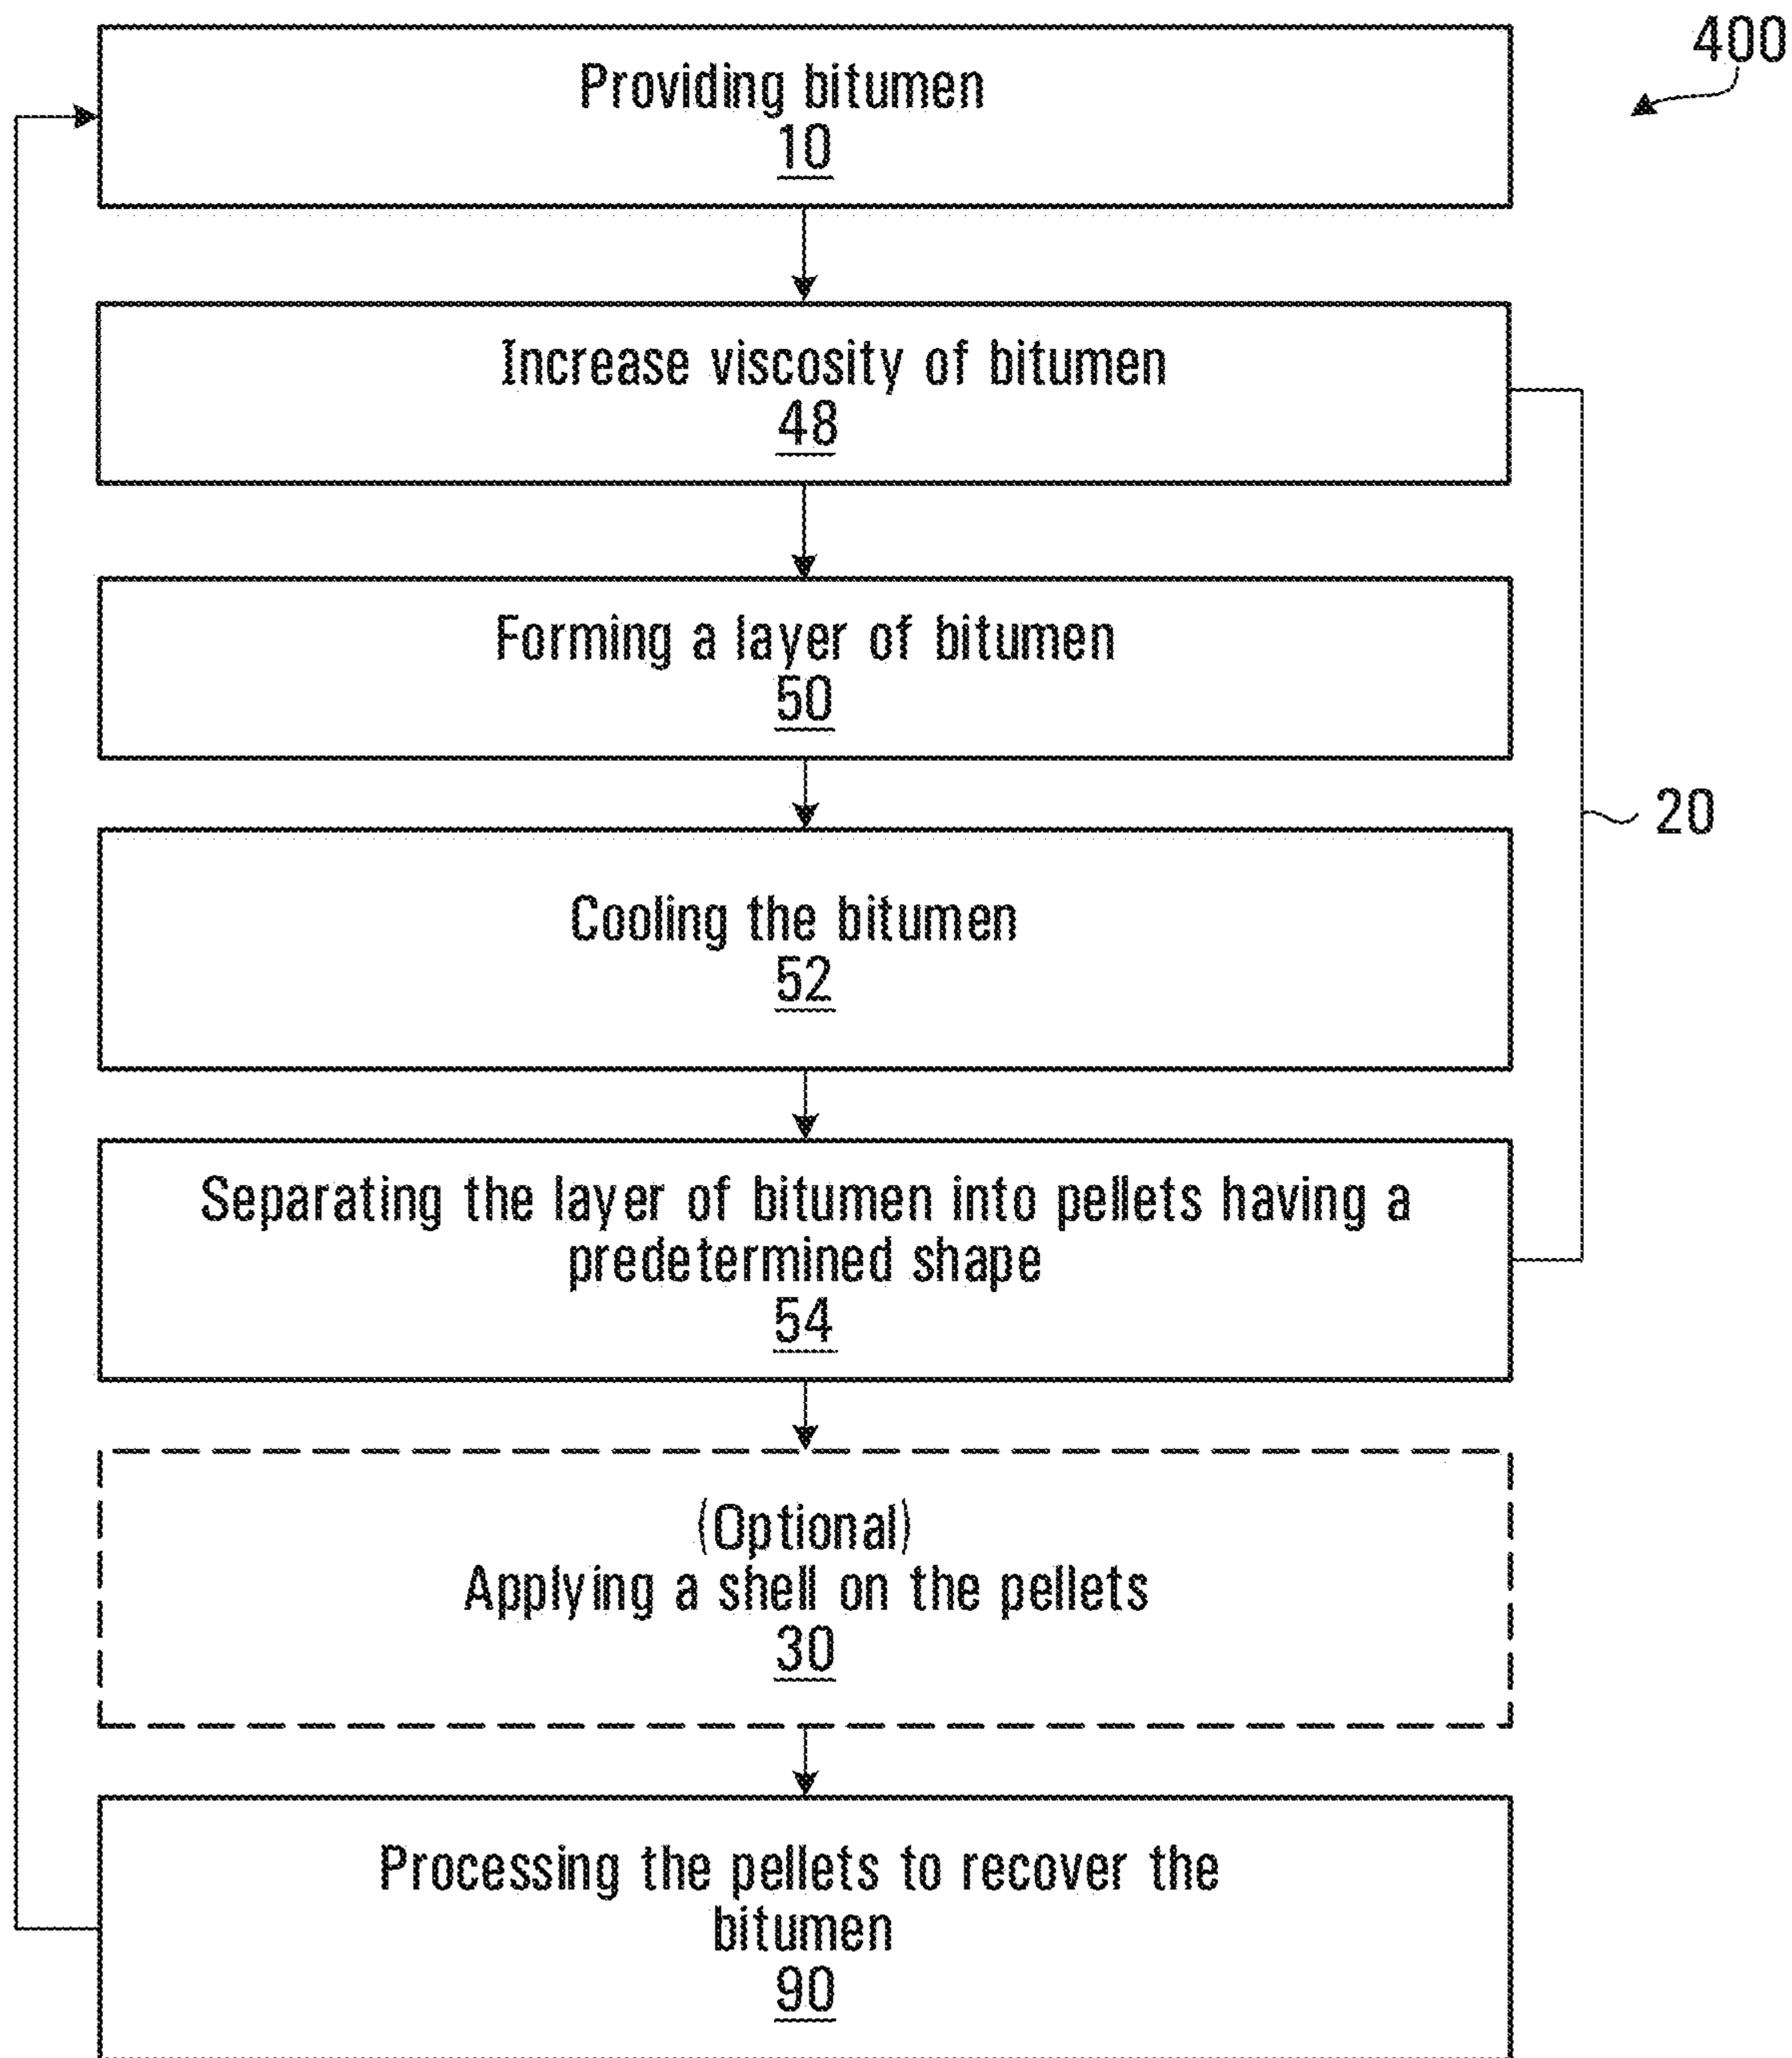 400
Providing bitumen
10
Increase viscosity of bitumen
48
Forming a layer of bitumen
50
20
Cooling the bitumen
52
Separating the layer of bitumen into pellets having a
predetermined shape
54
(Optional)
Applying a shell on the pellets
30
Processing the pellets to recover the
bitumen
90